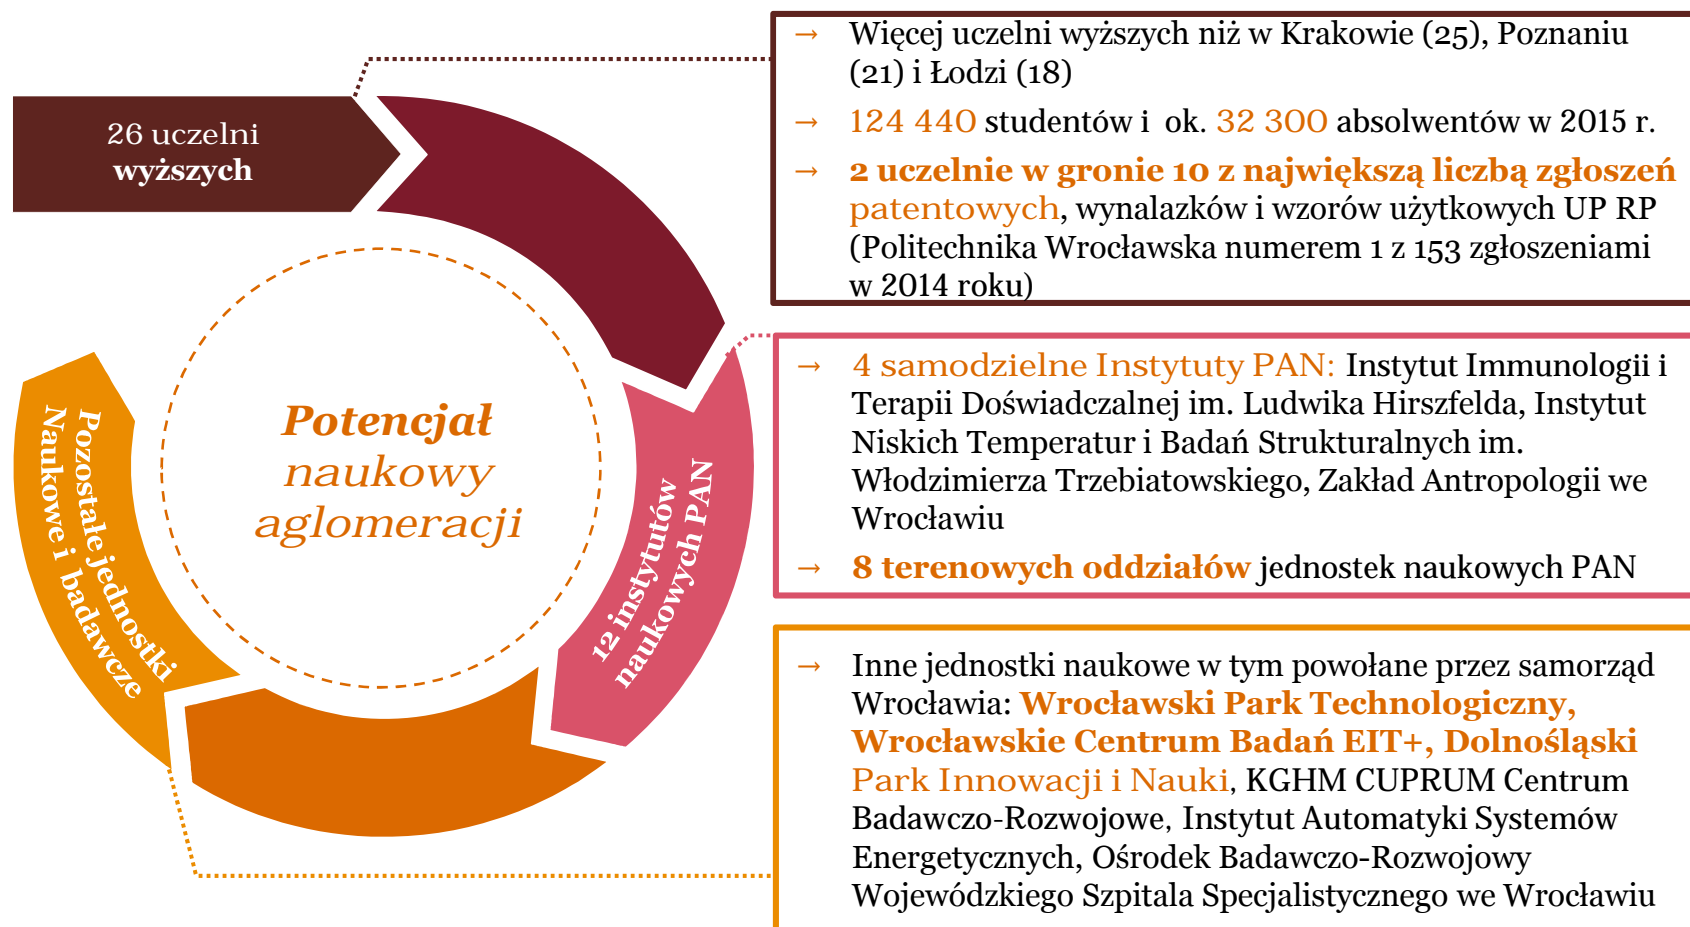 26 uczelni
wyższych
→ Więcej uczelni wyższych niż w Krakowie (25), Poznaniu
(21) i Łodzi (18)
→ 124 440 studentów i ok. 32 300 absolwentów w 2015 r.
→ 2 uczelnie w gronie 10 z największą liczbą zgłoszeń
patentowych, wynalazków i wzorów użytkowych UP RP
(Politechnika Wrocławska numerem 1 z 153 zgłoszeniami
w 2014 roku)
Potencjał
naukowy
aglomeracji
12 instytutów
naukowych PAN
→ 4 samodzielne Instytuty PAN: Instytut Immunologii i
Terapii Doświadczalnej im. Ludwika Hirszfelda, Instytut
Niskich Temperatur i Badań Strukturalnych im.
Włodzimierza Trzebiatowskiego, Zakład Antropologii we
Wrocławiu
→ 8 terenowych oddziałów jednostek naukowych PAN
Pozostałe jednostki
Naukowe i badawcze
→ Inne jednostki naukowe w tym powołane przez samorząd
Wrocławia: Wrocławski Park Technologiczny,
Wrocławskie Centrum Badań EIT+, Dolnośląski
Park Innowacji i Nauki, KGHM CUPRUM Centrum
Badawczo-Rozwojowe, Instytut Automatyki Systemów
Energetycznych, Ośrodek Badawczo-Rozwojowy
Wojewódzkiego Szpitala Specjalistycznego we Wrocławiu